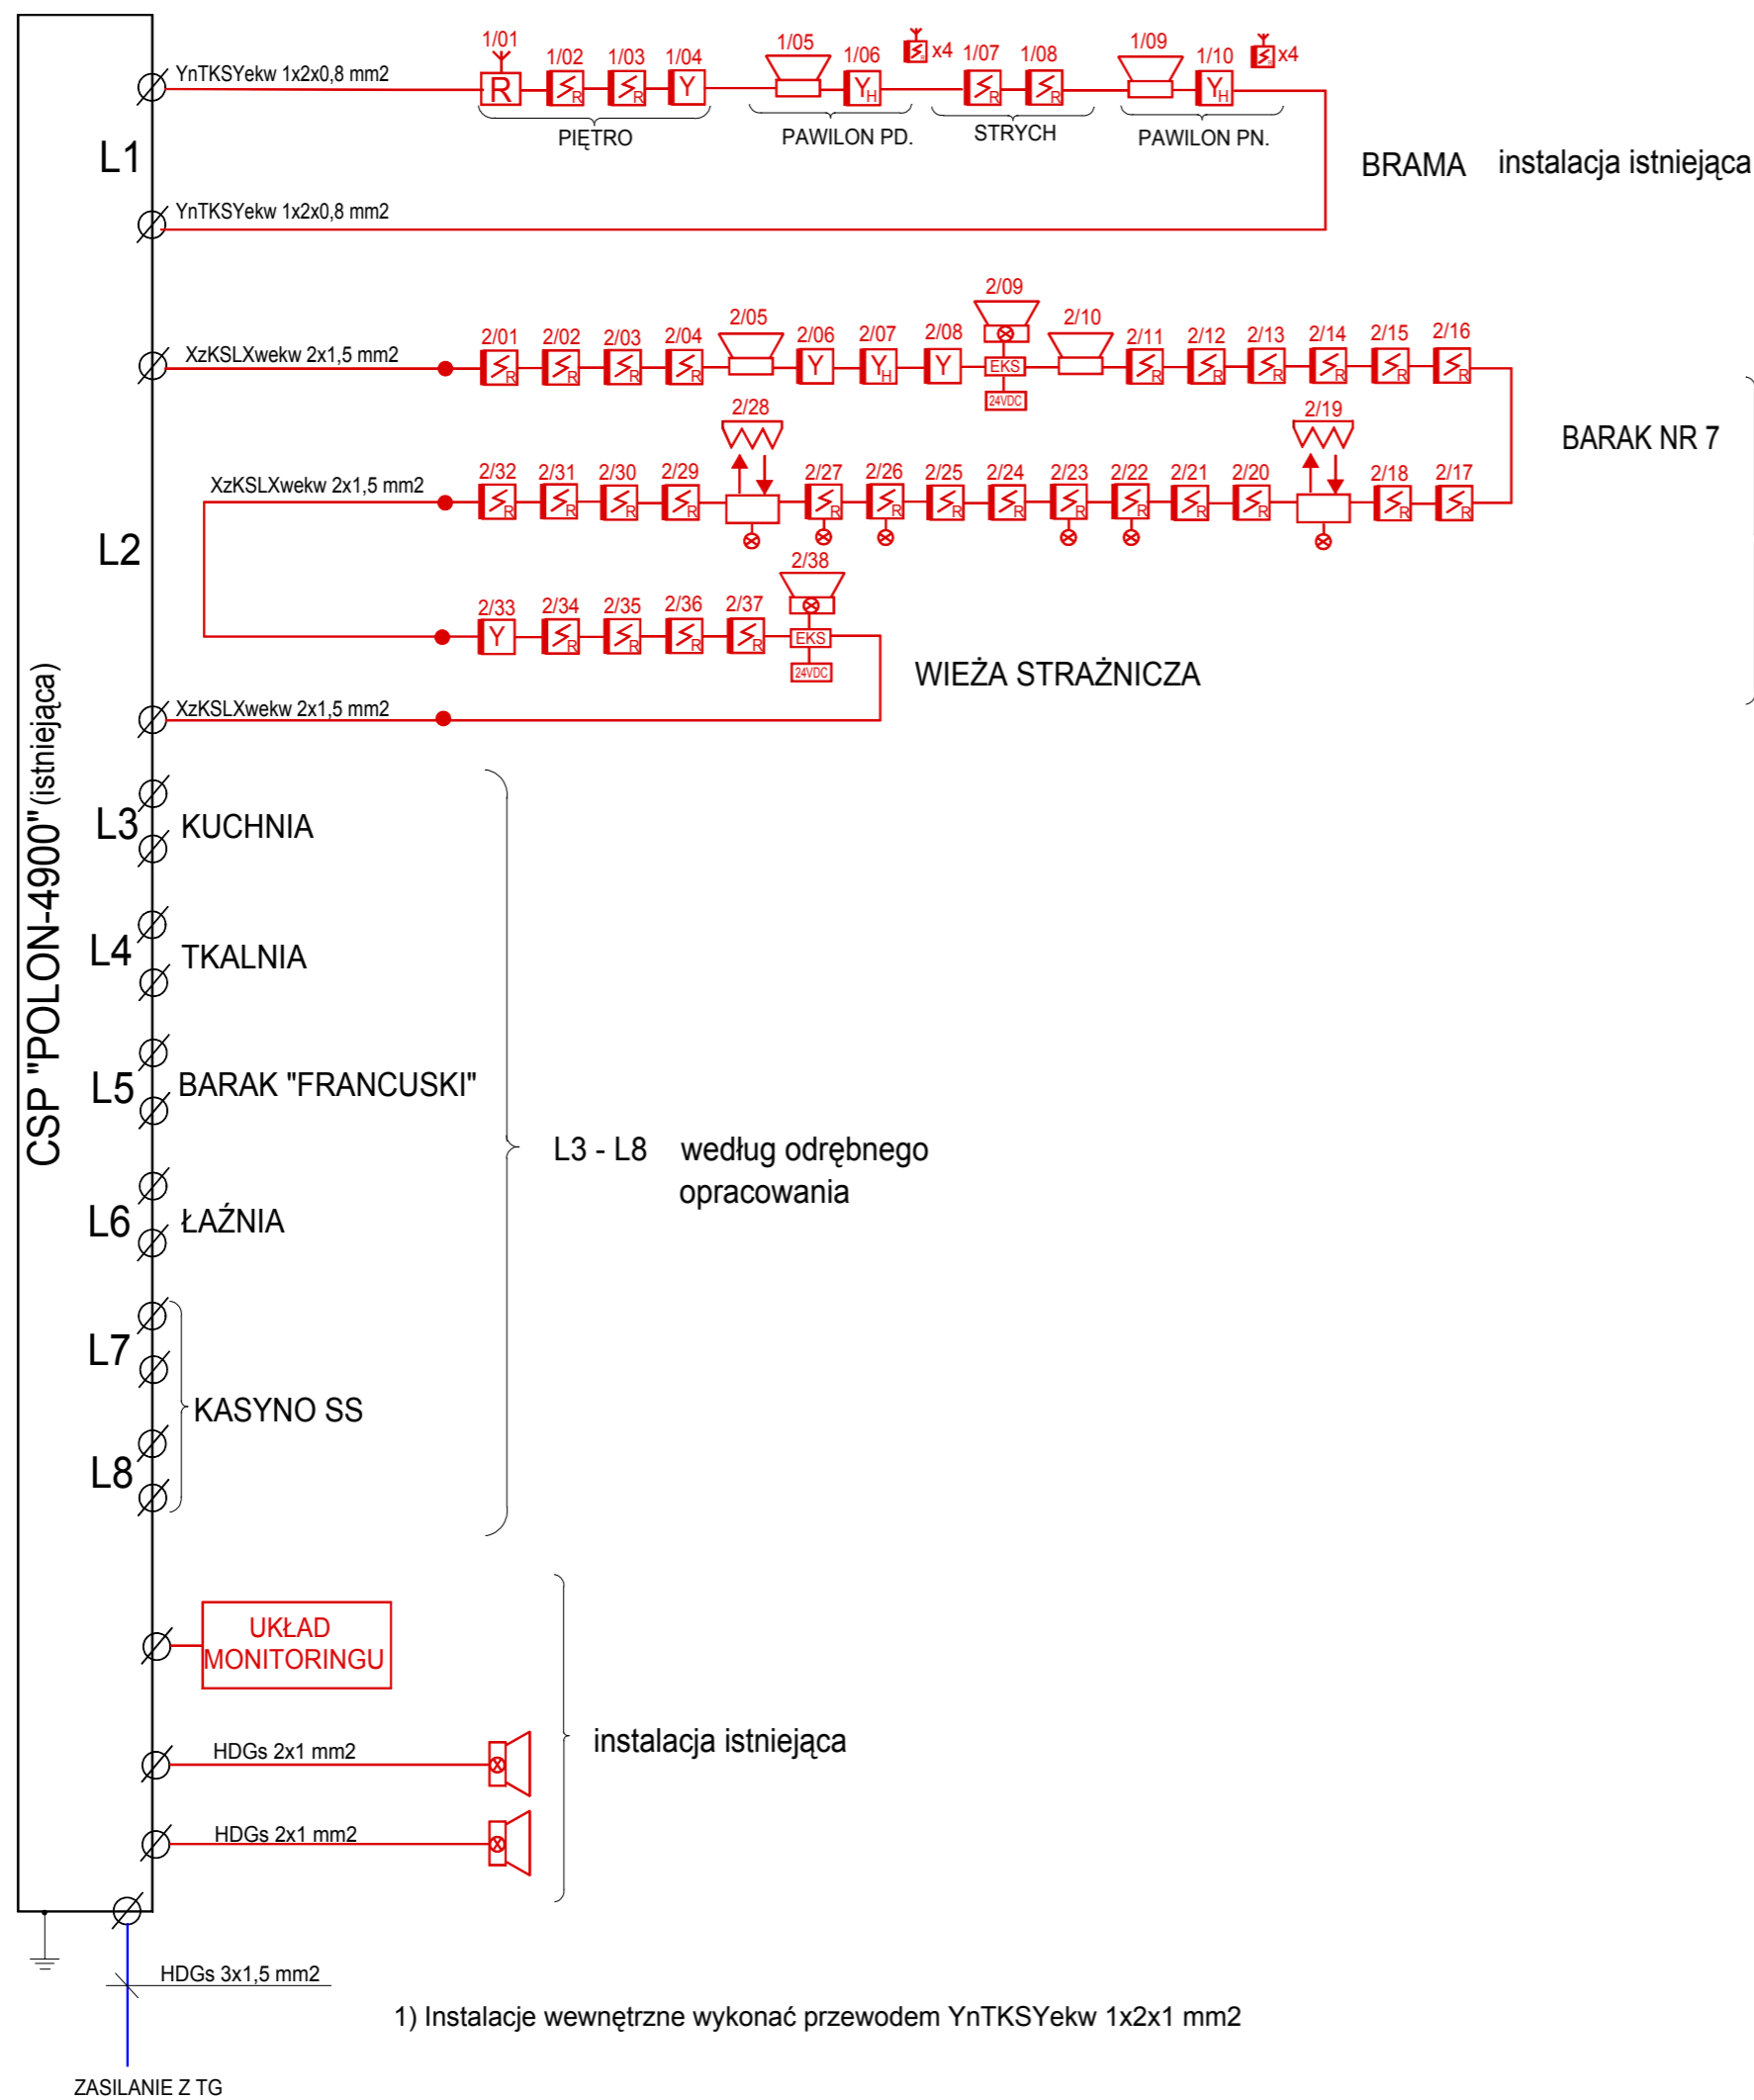 CSP "POLON-4900" (istniejąca)
L1
YnTKSYekw 1x2x0,8 mm2
1/01 1/02 1/03 1/04 1/05 1/06 x4 1/07 1/08 1/09 1/10 x4
R R R Y YH R R YH
PIĘTRO PAWILON PD. STRYCH PAWILON PN.
BRAMA instalacja istniejąca
YnTKSYekw 1x2x0,8 mm2
L2
XzKSLXwekw 2x1,5 mm2
2/01 2/02 2/03 2/04 2/05 2/06 2/07 2/08 2/09 2/10 2/11 2/12 2/13 2/14 2/15 2/16
R R R R Y YH Y EKS R R R R R R
24VDC
BARAK NR 7
XzKSLXwekw 2x1,5 mm2
2/32 2/31 2/30 2/29 2/28 2/27 2/26 2/25 2/24 2/23 2/22 2/21 2/20 2/19 2/18 2/17
R R R R R R R R R R R R R R
2/33 2/34 2/35 2/36 2/37 2/38
Y R R R R EKS
24VDC
WIEŻA STRAŻNICZA
XzKSLXwekw 2x1,5 mm2
L3 KUCHNIA
L4 TKALNIA
L5 BARAK "FRANCUSKI"
L6 ŁAŹNIA
L7
KASYNO SS
L8
L3 - L8 według odrębnego
opracowania
UKŁAD
MONITORINGU
HDGs 2x1 mm2
instalacja istniejąca
HDGs 2x1 mm2
HDGs 3x1,5 mm2
1) Instalacje wewnętrzne wykonać przewodem YnTKSYekw 1x2x1 mm2
ZASILANIE Z TG